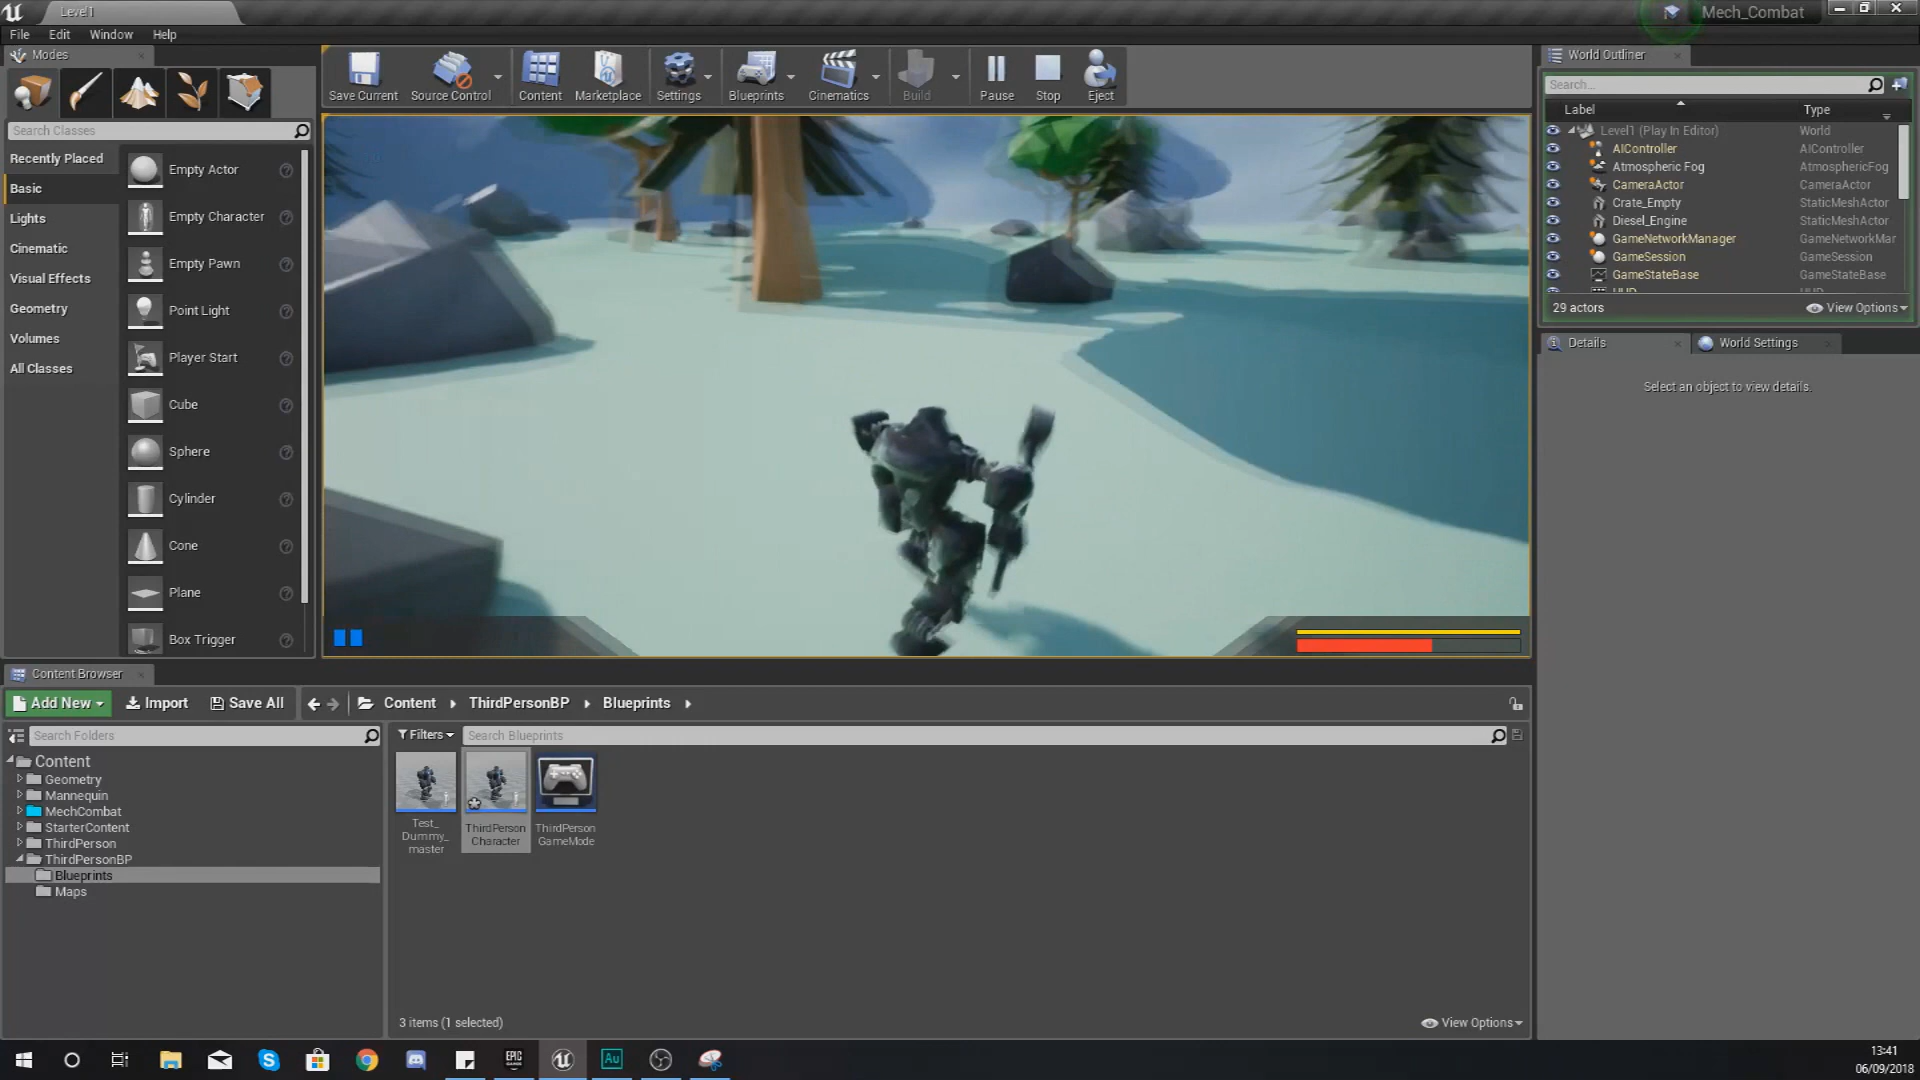 Level1
Mech_Combat
File Edit Window Help
Modes
Search Classes
Recently Placed
Basic
Lights
Cinematic
Visual Effects
Geometry
Volumes
All Classes
Empty Actor
Empty Character
Empty Pawn
Point Light
Player Start
Cube
Sphere
Cylinder
Cone
Plane
Box Trigger
Save Current
Source Control
Content
Marketplace
Settings
Blueprints
Cinematics
Build
Pause
Stop
Eject
World Outliner
Search...
Label Type
Level1 (Play In Editor) World
AIController AIController
Atmospheric Fog AtmosphericFog
CameraActor CameraActor
Crate_Empty StaticMeshActor
Diesel_Engine StaticMeshActor
GameNetworkManager GameNetworkMar
GameSession GameSession
GameStateBase GameStateBase
29 actors View Options
Details
World Settings
Select an object to view details.
Content Browser
Add New Import Save All Content ThirdPersonBP Blueprints
Search Folders
Content
Geometry
Mannequin
MechCombat
StarterContent
ThirdPerson
ThirdPersonBP
Blueprints
Maps
Filters Search Blueprints
Test_
Dummy_
master
ThirdPerson
Character
ThirdPerson
GameMode
3 items (1 selected) View Options
EPIC
GAMES
Au
13:41
06/09/2018